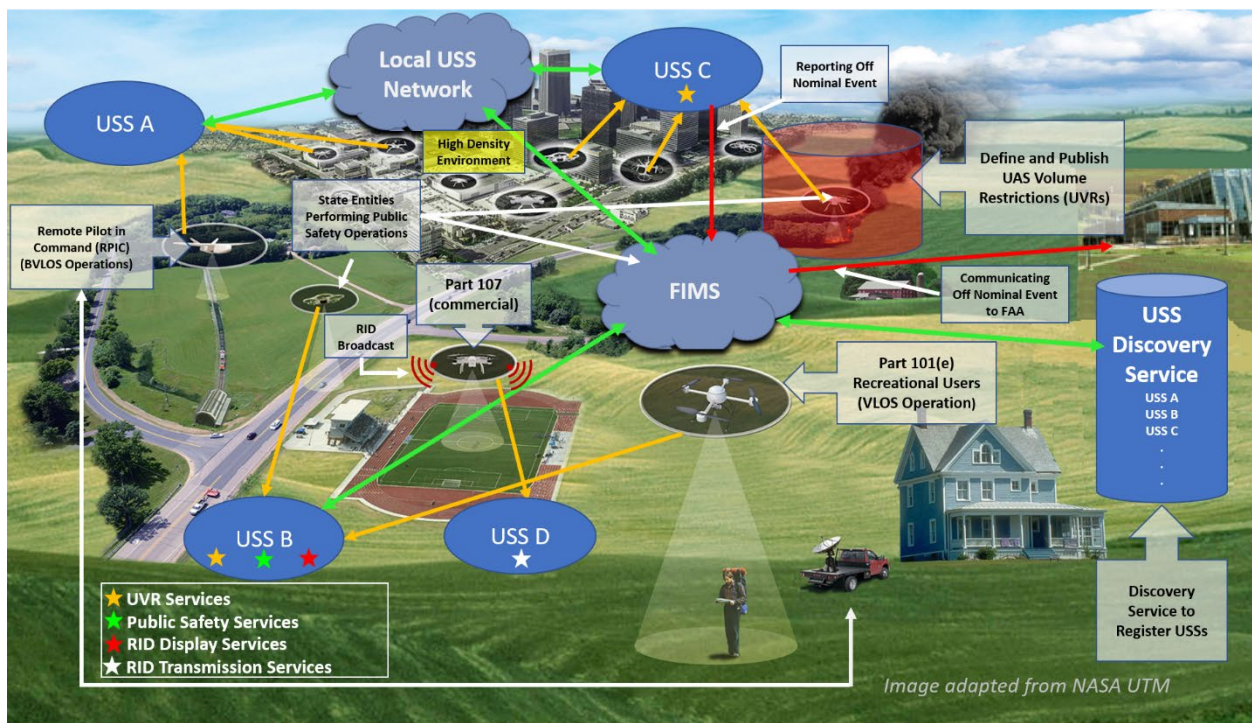 Local USS
Network
USS C
Reporting Off
Nominal Event
USS A
High Density
Environment
Define and Publish
UAS Volume
Restrictions (UVRs)
State Entities
Performing Public
Safety Operations
Remote Pilot in
Command (RPIC)
(BVLOS Operations)
Part 107
(commercial)
FIMS
Communicating
Off Nominal Event
to FAA
RID
Broadcast
USS
Discovery
Service
USS A
USS B
USS C
.
.
.
Part 101(e)
Recreational Users
(VLOS Operation)
USS B
USS D
UVR Services
Public Safety Services
RID Display Services
RID Transmission Services
Discovery
Service to
Register USSs
Image adapted from NASA UTM